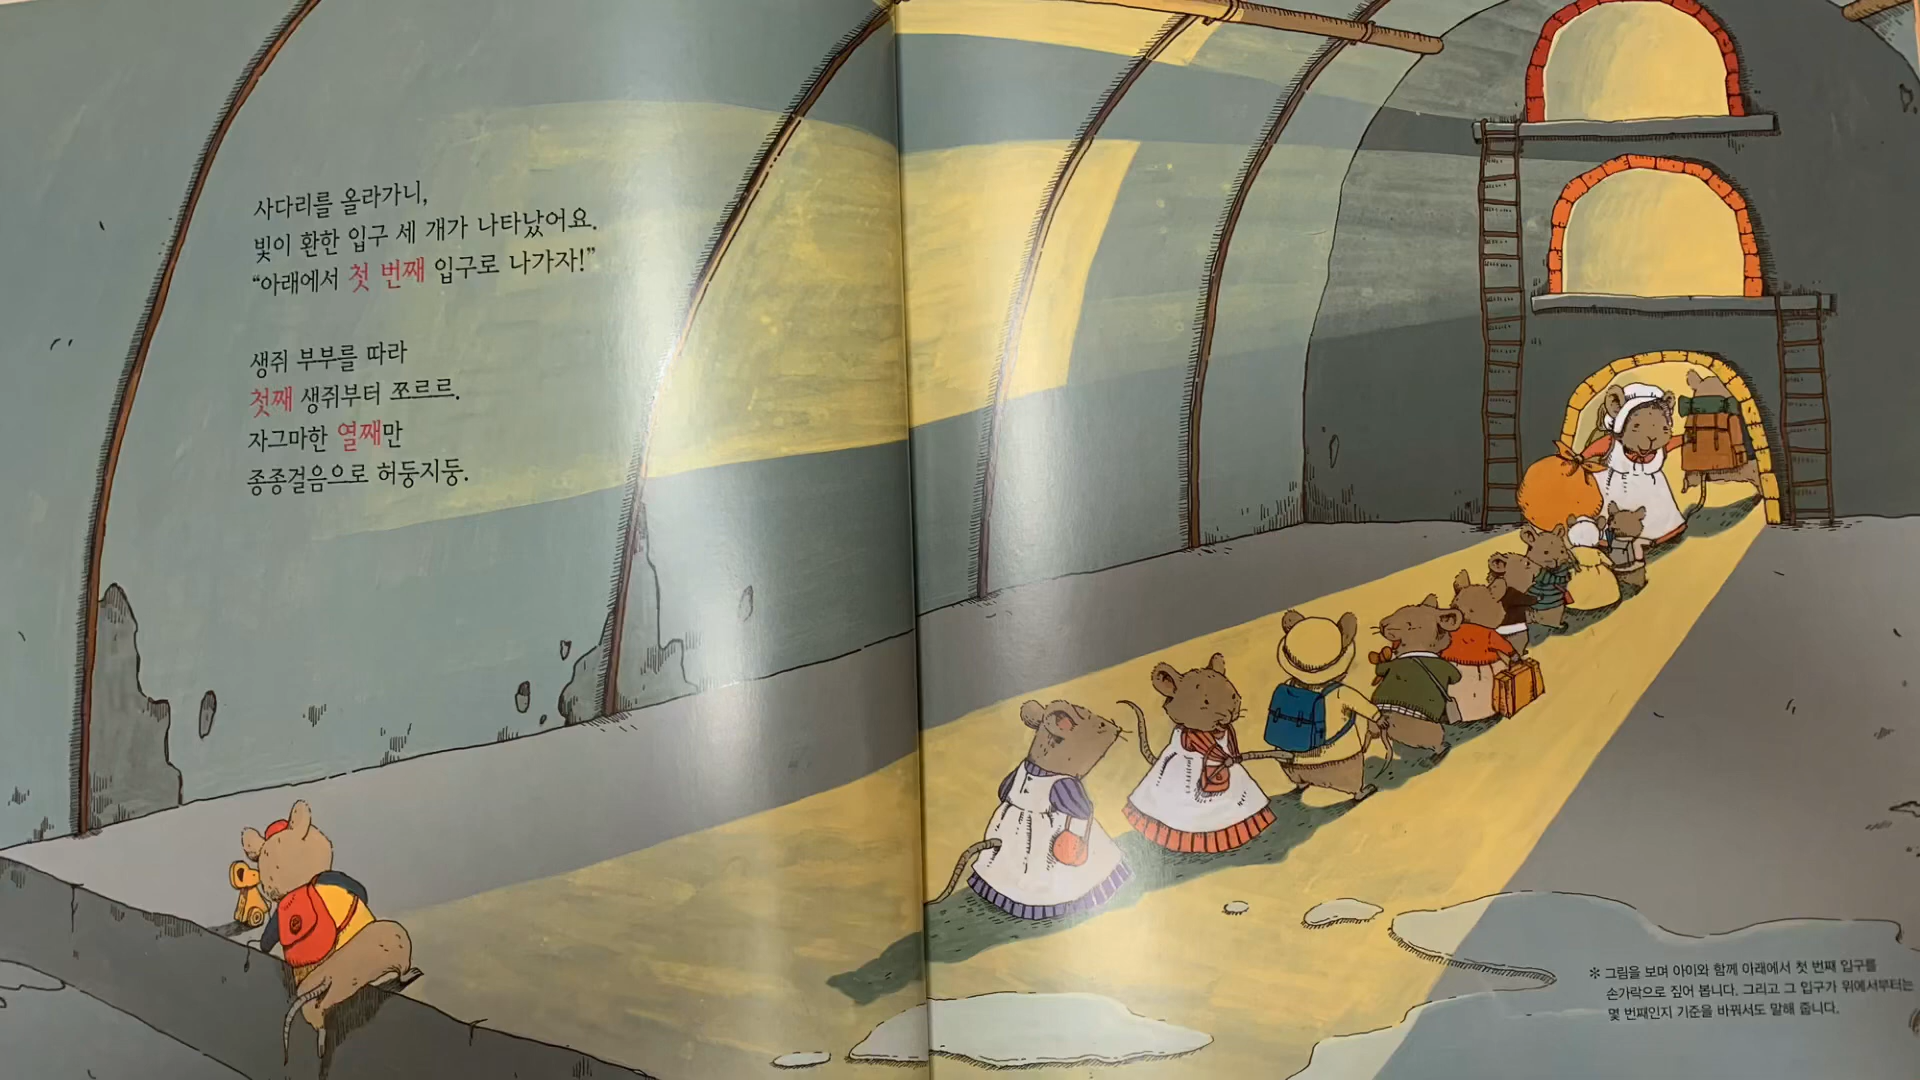 사다리를 올라가니,
빛이 환한 입구 세 개가 나타났어요.
“아래에서 첫 번째 입구로 나가자!”
생쥐 부부를 따라
첫째 생쥐부터 쪼르르.
자그마한 열째만
종종걸음으로 허둥지둥.
※ 그림을 보며 아이와 함께 아래에서 첫 번째 입구를
손가락으로 짚어 봅니다. 그리고 그 입구가 위에서부터는
몇 번째인지 기준을 바꿔서도 말해 줍니다.